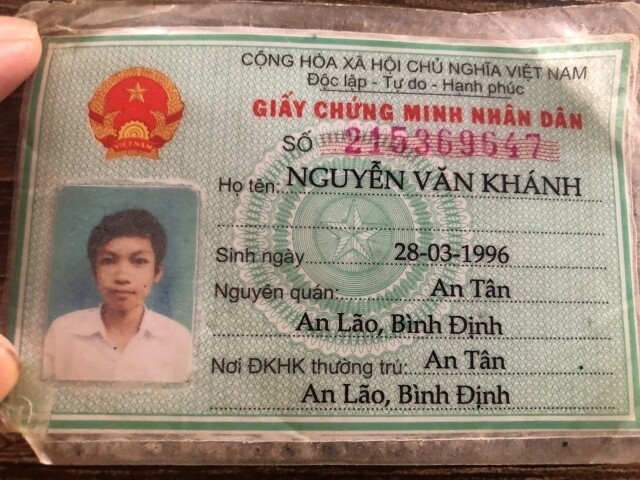 CỘNG HÒA XÃ HỘI CHỦ NGHĨA VIỆT NAM
Độc lập - Tự do - Hạnh phúc
GIẤY CHỨNG MINH NHÂN DÂN
SỐ 215369647
Họ tên: NGUYỄN VĂN KHÁNH
Sinh ngày 28-03-1996
Nguyên quán: An Tân
An Lão, Bình Định
Nơi ĐKHK thường trú: An Tân
An Lão, Bình Định
VIỆT NAM